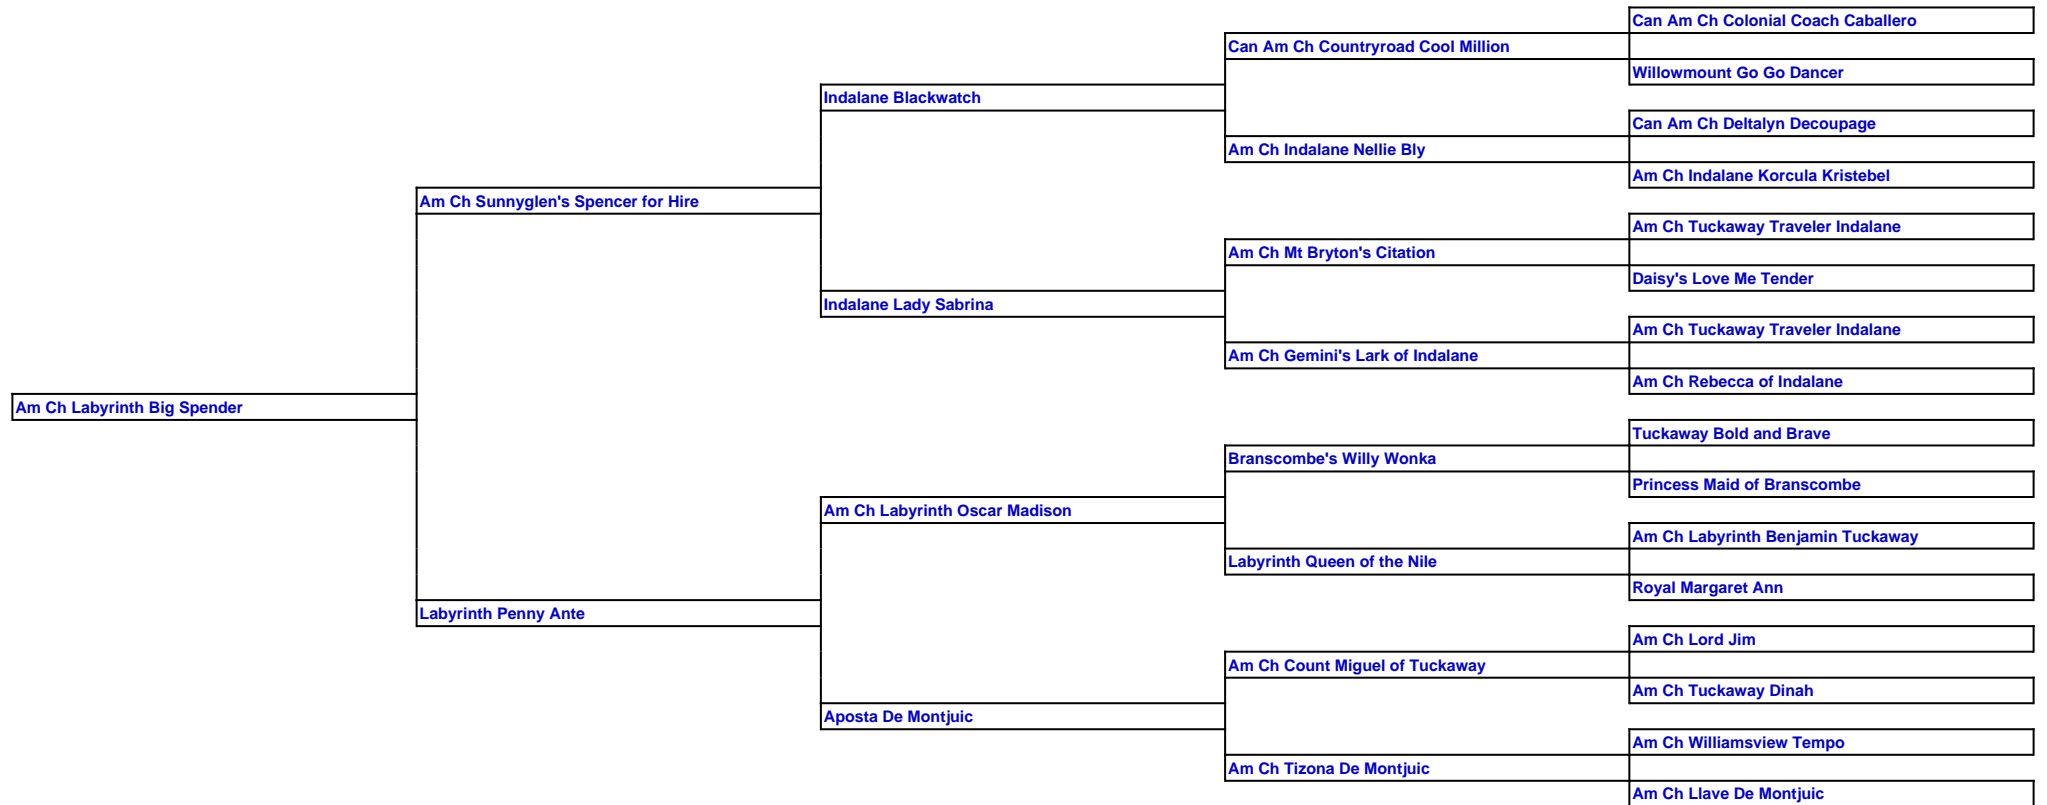 Can Am Ch Colonial Coach Caballero
Can Am Ch Countryroad Cool Million
Willowmount Go Go Dancer
Indalane Blackwatch
Can Am Ch Deltalyn Decoupage
Am Ch Indalane Nellie Bly
Am Ch Indalane Korcula Kristebel
Am Ch Sunnyglen's Spencer for Hire
Am Ch Tuckaway Traveler Indalane
Am Ch Mt Bryton's Citation
Daisy's Love Me Tender
Indalane Lady Sabrina
Am Ch Tuckaway Traveler Indalane
Am Ch Gemini's Lark of Indalane
Am Ch Rebecca of Indalane
Am Ch Labyrinth Big Spender
Tuckaway Bold and Brave
Branscombe's Willy Wonka
Princess Maid of Branscombe
Am Ch Labyrinth Oscar Madison
Am Ch Labyrinth Benjamin Tuckaway
Labyrinth Queen of the Nile
Royal Margaret Ann
Labyrinth Penny Ante
Am Ch Lord Jim
Am Ch Count Miguel of Tuckaway
Am Ch Tuckaway Dinah
Aposta De Montjuic
Am Ch Williamsview Tempo
Am Ch Tizona De Montjuic
Am Ch Llave De Montjuic